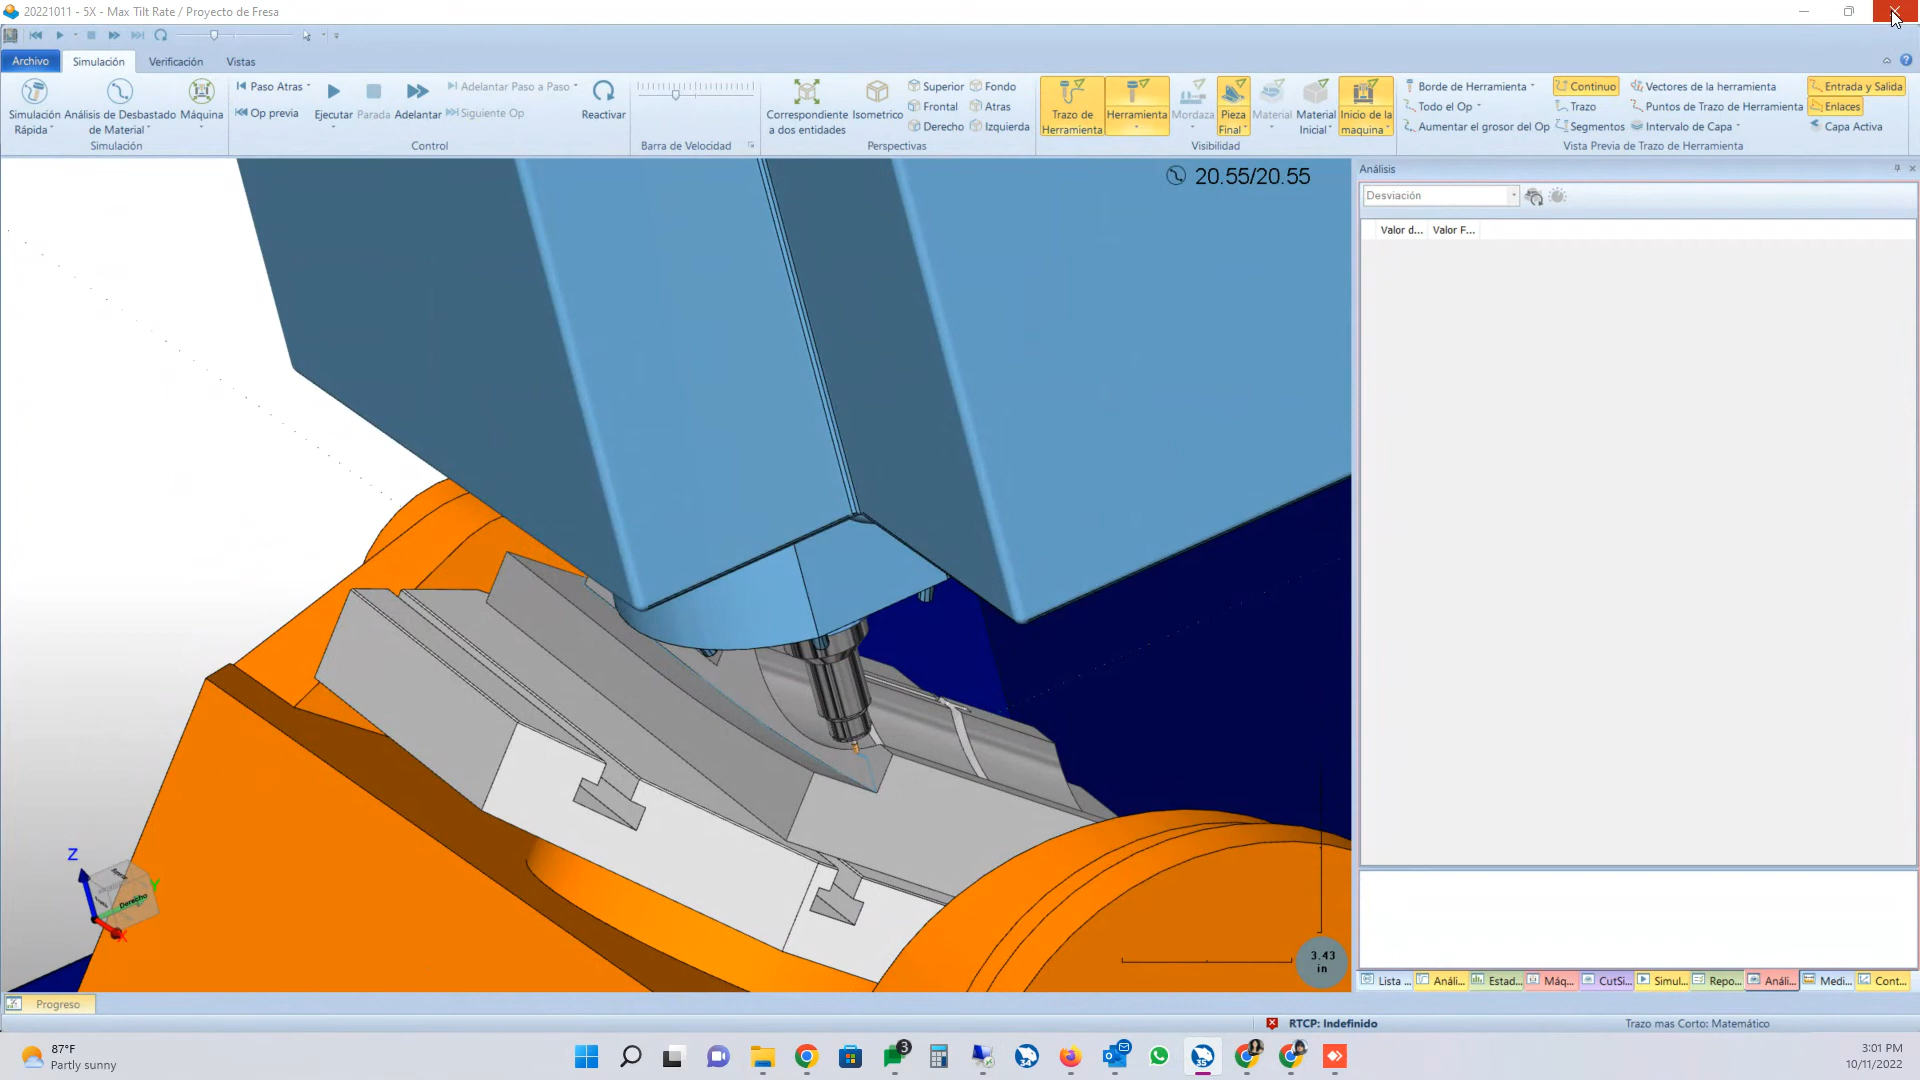 20221011 - 5X - Max Tilt Rate / Proyecto de Fresa
Archivo Simulación Verificación Vistas
Simulación Rápida
Análisis de Desbastado de Material
Máquina
Simulación
Paso Atras
Op previa
Ejecutar
Parada
Adelantar
Adelantar Paso a Paso
Siguiente Op
Reactivar
Control
Barra de Velocidad
Correspondiente a dos entidades
Isometrico
Superior Fondo
Frontal Atras
Derecho Izquierda
Perspectivas
Trazo de Herramienta
Herramienta
Mordaza
Pieza Final
Material
Material Inicial
Inicio de la maquina
Visibilidad
Borde de Herramienta
Todo el Op
Aumentar el grosor del Op
Continuo
Trazo
Segmentos
Vectores de la herramienta
Puntos de Trazo de Herramienta
Intervalo de Capa
Entrada y Salida
Enlaces
Capa Activa
Vista Previa de Trazo de Herramienta
20.55/20.55
Análisis
Desviación
Valor d... Valor F...
Z
Y
X
Derecho
3.43
in
Lista ... Análi... Estad... Máq... CutSi... Simul... Repo... Análi... Medi... Cont...
Progreso
RTCP: Indefinido
Trazo mas Corto: Matemático
87°F
Partly sunny
3
3:01 PM
10/11/2022